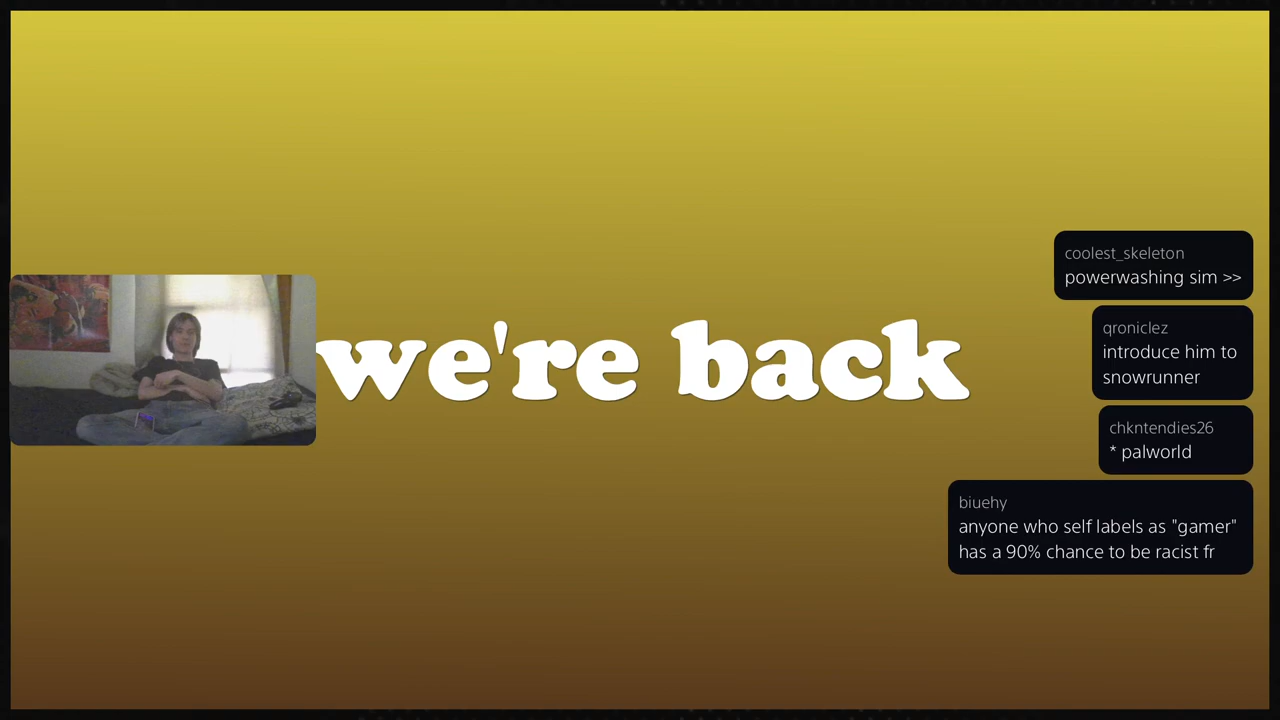 we're back
coolest_skeleton
powerwashing sim >>
qroniclez
introduce him to
snowrunner
chkntendies26
* palworld
biuehy
anyone who self labels as "gamer"
has a 90% chance to be racist fr